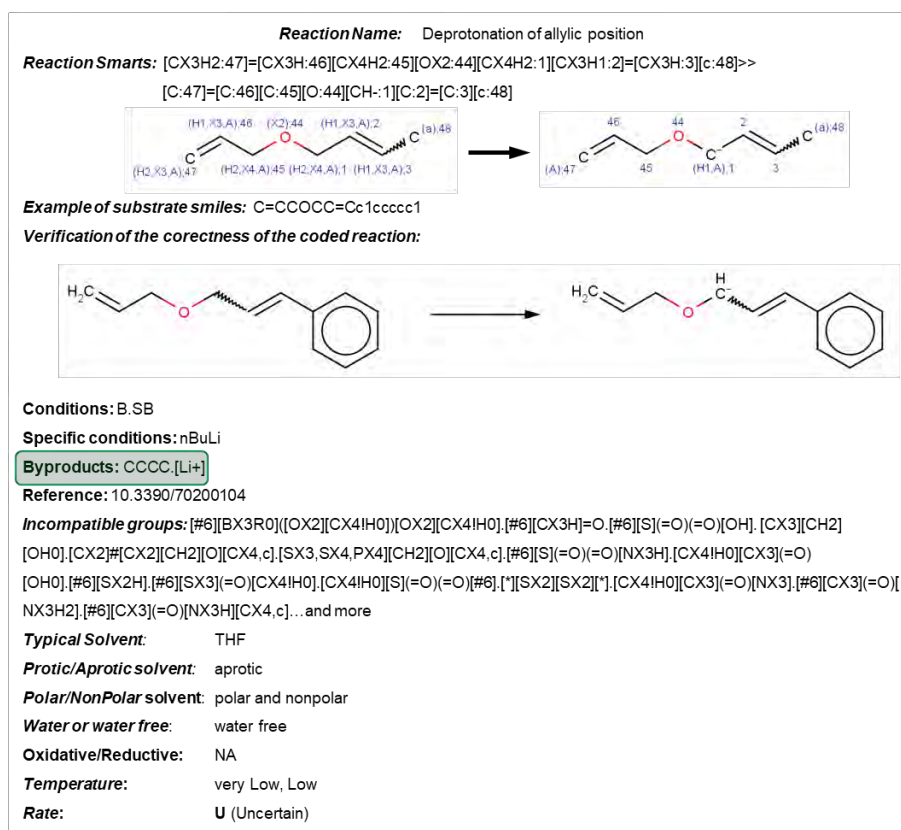 Reaction Name: Deprotonation of allylic position
Reaction Smarts: [CX3H2:47]=[CX3H:46][CX4H2:45][OX2:44][CX4H2:1][CX3H1:2]=[CX3H:3][c:48]>>
[C:47]=[C:46][C:45][O:44][CH-:1][C:2]=[C:3][c:48]
(H1,X3,A);46 (X2);44 (H1,X3,A);2 (a);48
O C
C
(H2,X3,A);47 (H2,X4,A);45 (H2,X4,A);1 (H1,X3,A);3
46 44 2 (a);48
O C
C C-
(A);47 45 (H1,A);1 3
Example of substrate smiles: C=CCOCC=Cc1ccccc1
Verification of the corectness of the coded reaction:
H2C O
H2C O H C-
Conditions: B.SB
Specific conditions: nBuLi
Byproducts: CCCC.[Li+]
Reference: 10.3390/70200104
Incompatible groups: [#6][BX3R0]([OX2][CX4!H0])[OX2][CX4!H0].[#6][CX3H]=O.[#6][S](=O)(=O)[OH]. [CX3][CH2]
[OH0].[CX2]#[CX2][CH2][O][CX4,c].[SX3,SX4,PX4][CH2][O][CX4,c].[#6][S](=O)(=O)[NX3H].[CX4!H0][CX3](=O)
[OH0].[#6][SX2H].[#6][SX3](=O)[CX4!H0].[CX4!H0][S](=O)(=O)[#6].[*][SX2][SX2][*].[CX4!H0][CX3](=O)[NX3].[#6][CX3](=O)[
NX3H2].[#6][CX3](=O)[NX3H][CX4,c]…and more
Typical Solvent: THF
Protic/Aprotic solvent: aprotic
Polar/NonPolar solvent: polar and nonpolar
Water or water free: water free
Oxidative/Reductive: NA
Temperature: very Low, Low
Rate: U (Uncertain)